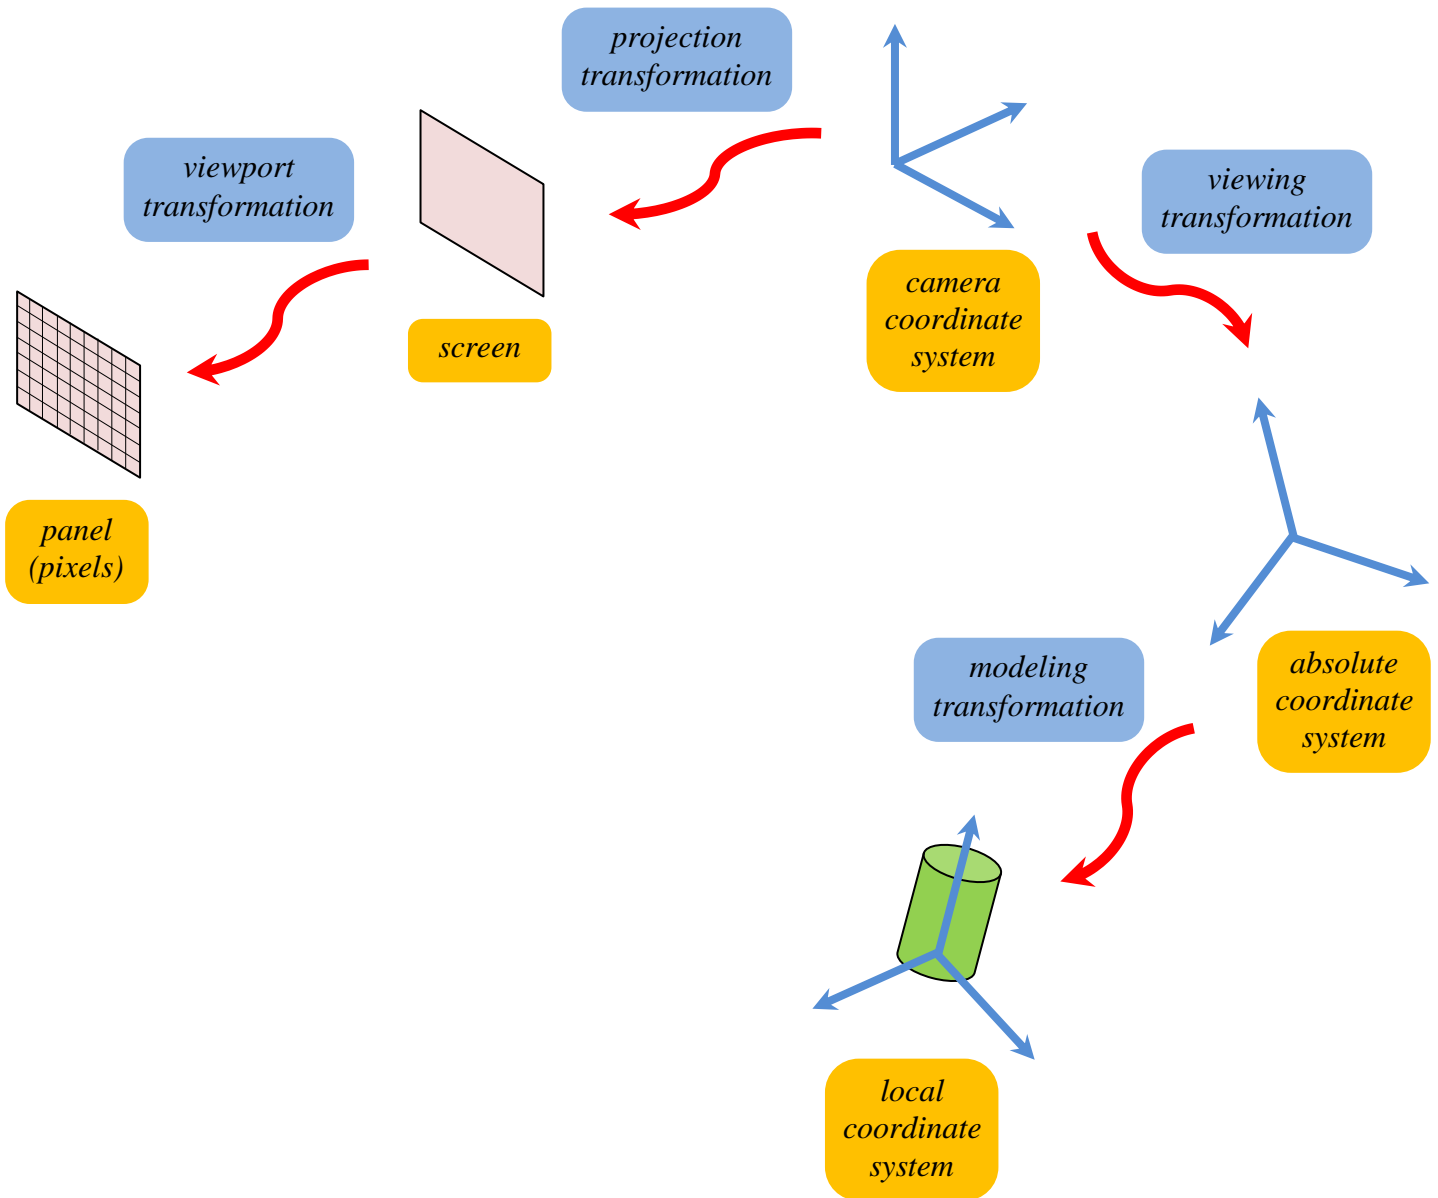 projection
transformation
viewport
transformation
viewing
transformation
camera
coordinate
system
screen
panel
(pixels)
modeling
transformation
absolute
coordinate
system
local
coordinate
system